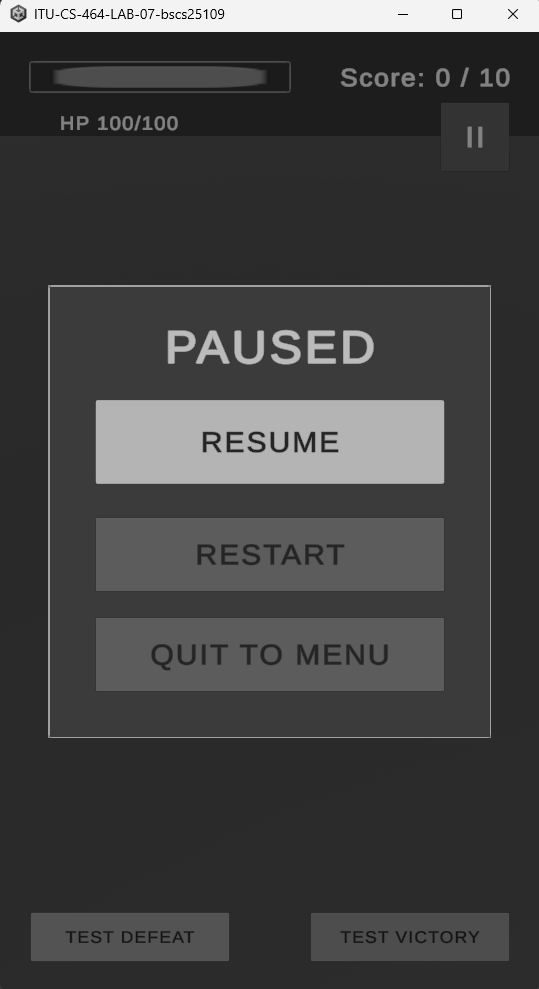 ITU-CS-464-LAB-07-bscs25109
Score: 0 / 10
HP 100/100
PAUSED
RESUME
RESTART
QUIT TO MENU
TEST DEFEAT
TEST VICTORY